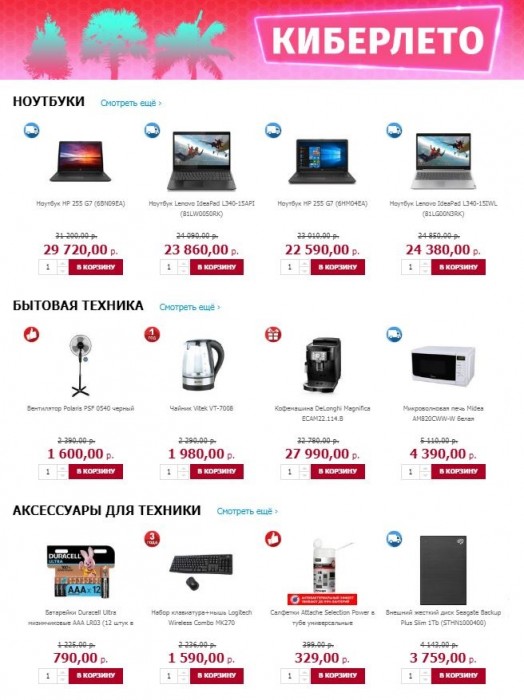 КИБЕРЛЕТО
НОУТБУКИ Смотреть ещё ›
Ноутбук HP 255 G7 (6BN09EA)
31 200,00 р.
29 720,00 р.
1 В КОРЗИНУ
Ноутбук Lenovo IdeaPad L340-15API
(81LW0050RK)
24 090,00 р.
23 860,00 р.
1 В КОРЗИНУ
Ноутбук HP 255 G7 (6HM04EA)
23 010,00 р.
22 590,00 р.
1 В КОРЗИНУ
Ноутбук Lenovo IdeaPad L340-15IWL
(81LG00N3RK)
24 850,00 р.
24 380,00 р.
1 В КОРЗИНУ
БЫТОВАЯ ТЕХНИКА Смотреть ещё ›
Вентилятор Polaris PSF 0540 черный
2 390,00 р.
1 600,00 р.
1 В КОРЗИНУ
1
год
Чайник Vitek VT-7008
2 290,00 р.
1 980,00 р.
1 В КОРЗИНУ
Кофемашина DeLonghi Magnifica
ECAM22.114.B
32 790,00 р.
27 990,00 р.
1 В КОРЗИНУ
Микроволновая печь Midea
AM820CWW-W белая
5 110,00 р.
4 390,00 р.
1 В КОРЗИНУ
АКСЕССУАРЫ ДЛЯ ТЕХНИКИ Смотреть ещё ›
DURACELL
ULTRA
AAA x 12
Батарейки Duracell Ultra
мизинчиковые AAA LR03 (12 штук в
1 225,00 р.
790,00 р.
1 В КОРЗИНУ
3
года
Набор клавиатура+мышь Logitech
Wireless Combo MK270
2 236,00 р.
1 590,00 р.
1 В КОРЗИНУ
Салфетки Attache Selection Power в
тубе универсальные
399,00 р.
329,00 р.
1 В КОРЗИНУ
Внешний жесткий диск Seagate Backup
Plus Slim 1Tb (STHN1000400)
4 143,00 р.
3 759,00 р.
1 В КОРЗИНУ